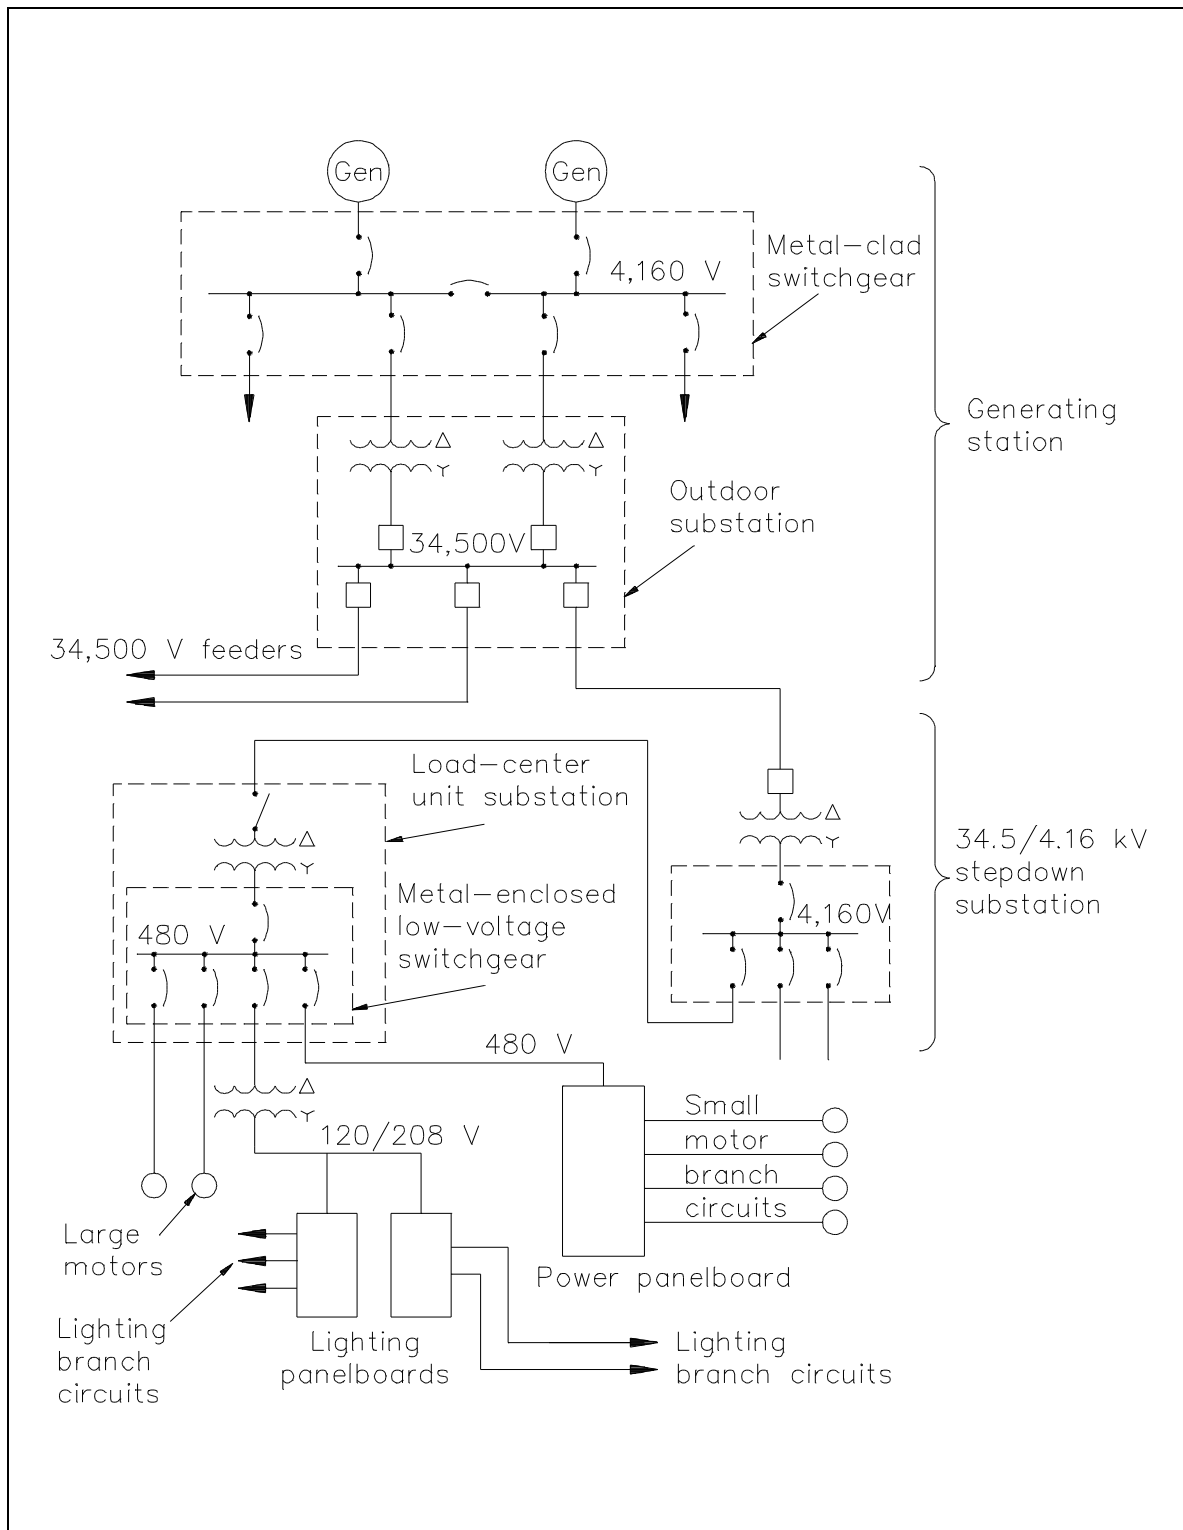 Gen
Gen
Metal-clad
switchgear
4,160 V
Generating
station
Outdoor
substation
34,500V
34,500 V feeders
Load-center
unit substation
34.5/4.16 kV
stepdown
substation
Metal-enclosed
low-voltage
switchgear
4,160V
480 V
480 V
Small
motor
branch
circuits
120/208 V
Large
motors
Power panelboard
Lighting
branch
circuits
Lighting
panelboards
Lighting
branch circuits